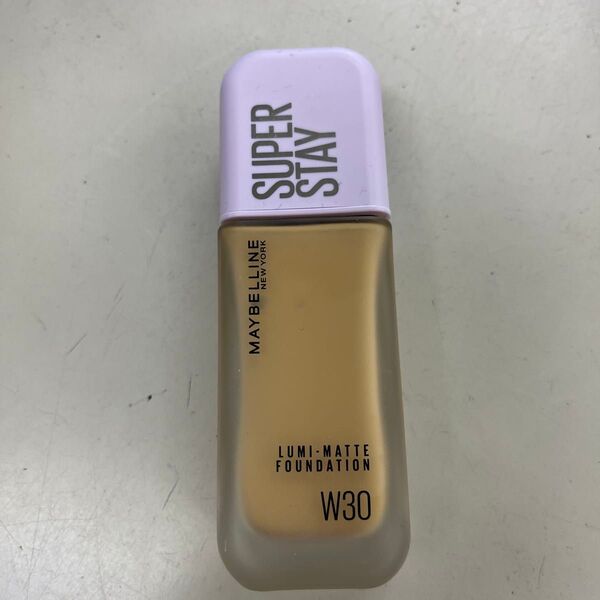 SUPER
STAY
MAYBELLINE
NEW YORK
LUMI-MATTE
FOUNDATION
W30